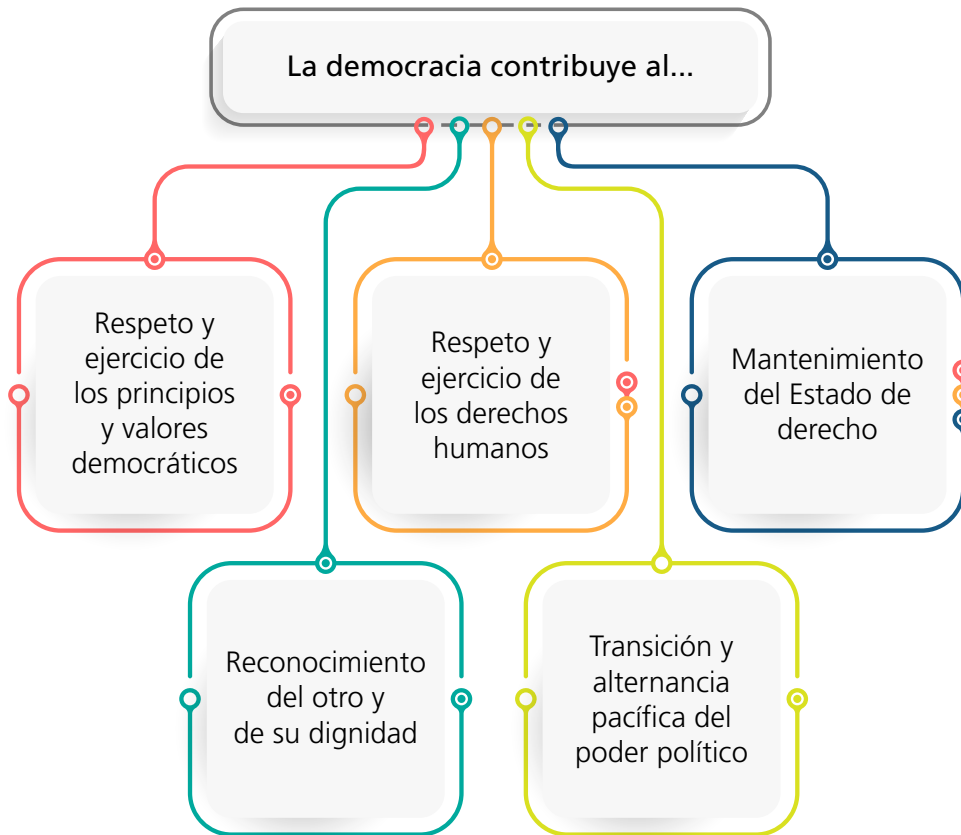 La democracia contribuye al...
Respeto y
ejercicio de
los principios
y valores
democráticos
Respeto y
ejercicio de
los derechos
humanos
Mantenimiento
del Estado de
derecho
Reconocimiento
del otro y
de su dignidad
Transición y
alternancia
pacífica del
poder político